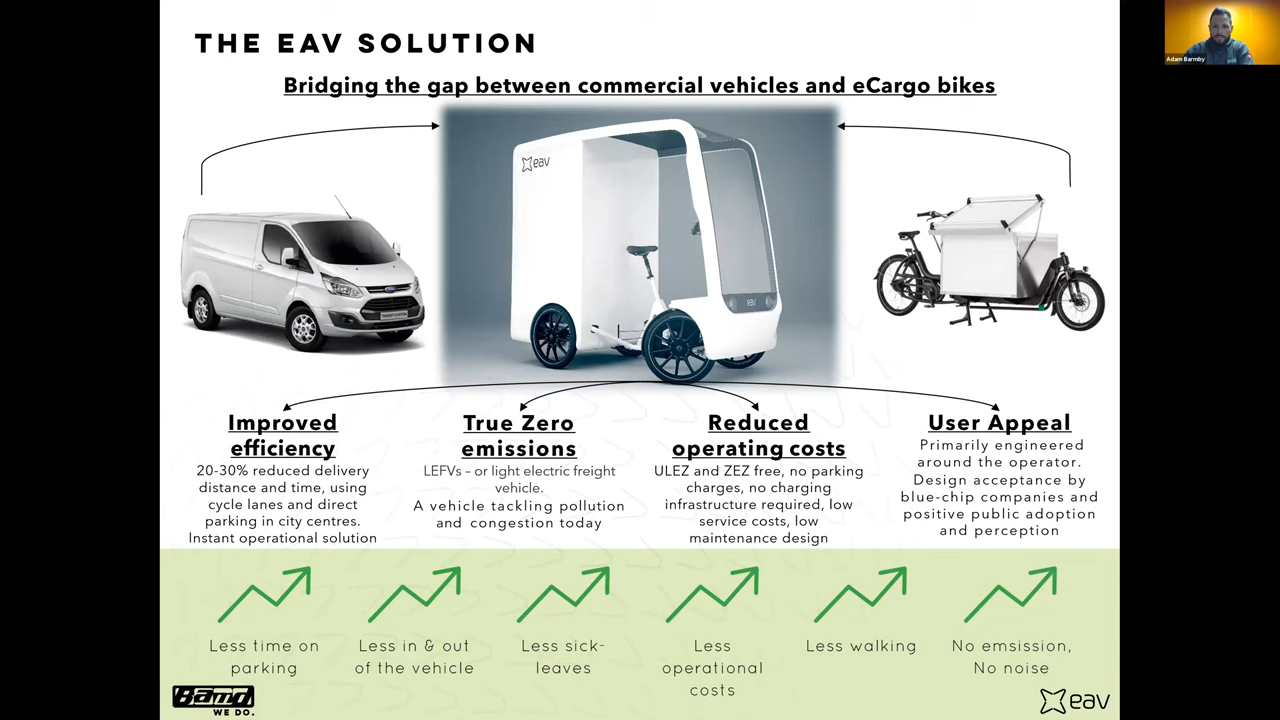 THE EAV SOLUTION
Adam Barmby
Bridging the gap between commercial vehicles and eCargo bikes
eav
eav
Improved
efficiency
20-30% reduced delivery
distance and time, using
cycle lanes and direct
parking in city centres.
Instant operational solution
True Zero
emissions
LEFVs – or light electric freight
vehicle.
A vehicle tackling pollution
and congestion today
Reduced
operating costs
ULEZ and ZEZ free, no parking
charges, no charging
infrastructure required, low
service costs, low
maintenance design
User Appeal
Primarily engineered
around the operator.
Design acceptance by
blue-chip companies and
positive public adoption
and perception
Less time on
parking
Less in & out
of the vehicle
Less sick-
leaves
Less
operational
costs
Less walking
No emsission,
No noise
Bamd
WE DO.
eav